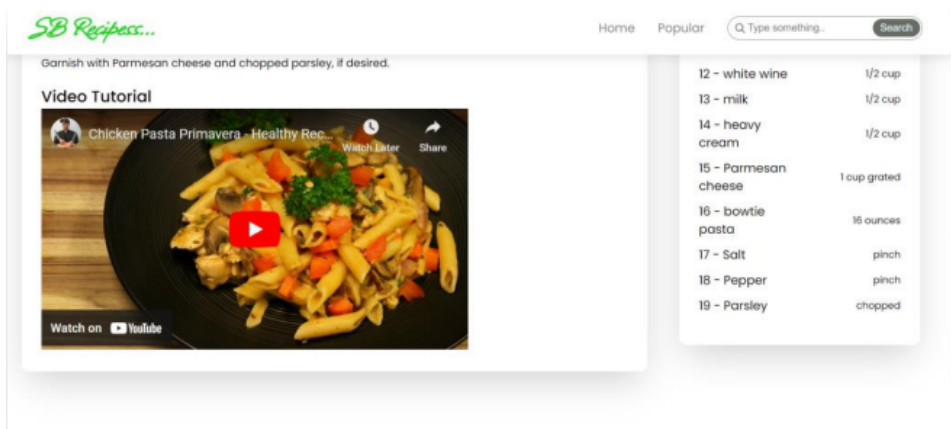 SB Recipess...
Home
Popular
Type something..
Search
Garnish with Parmesan cheese and chopped parsley, if desired.
Video Tutorial
Chicken Pasta Primavera - Healthy Rec...
Watch Later
Share
Watch on YouTube
12 - white wine 1/2 cup
13 - milk 1/2 cup
14 - heavy
cream 1/2 cup
15 - Parmesan
cheese 1 cup grated
16 - bowtie
pasta 16 ounces
17 - Salt pinch
18 - Pepper pinch
19 - Parsley chopped